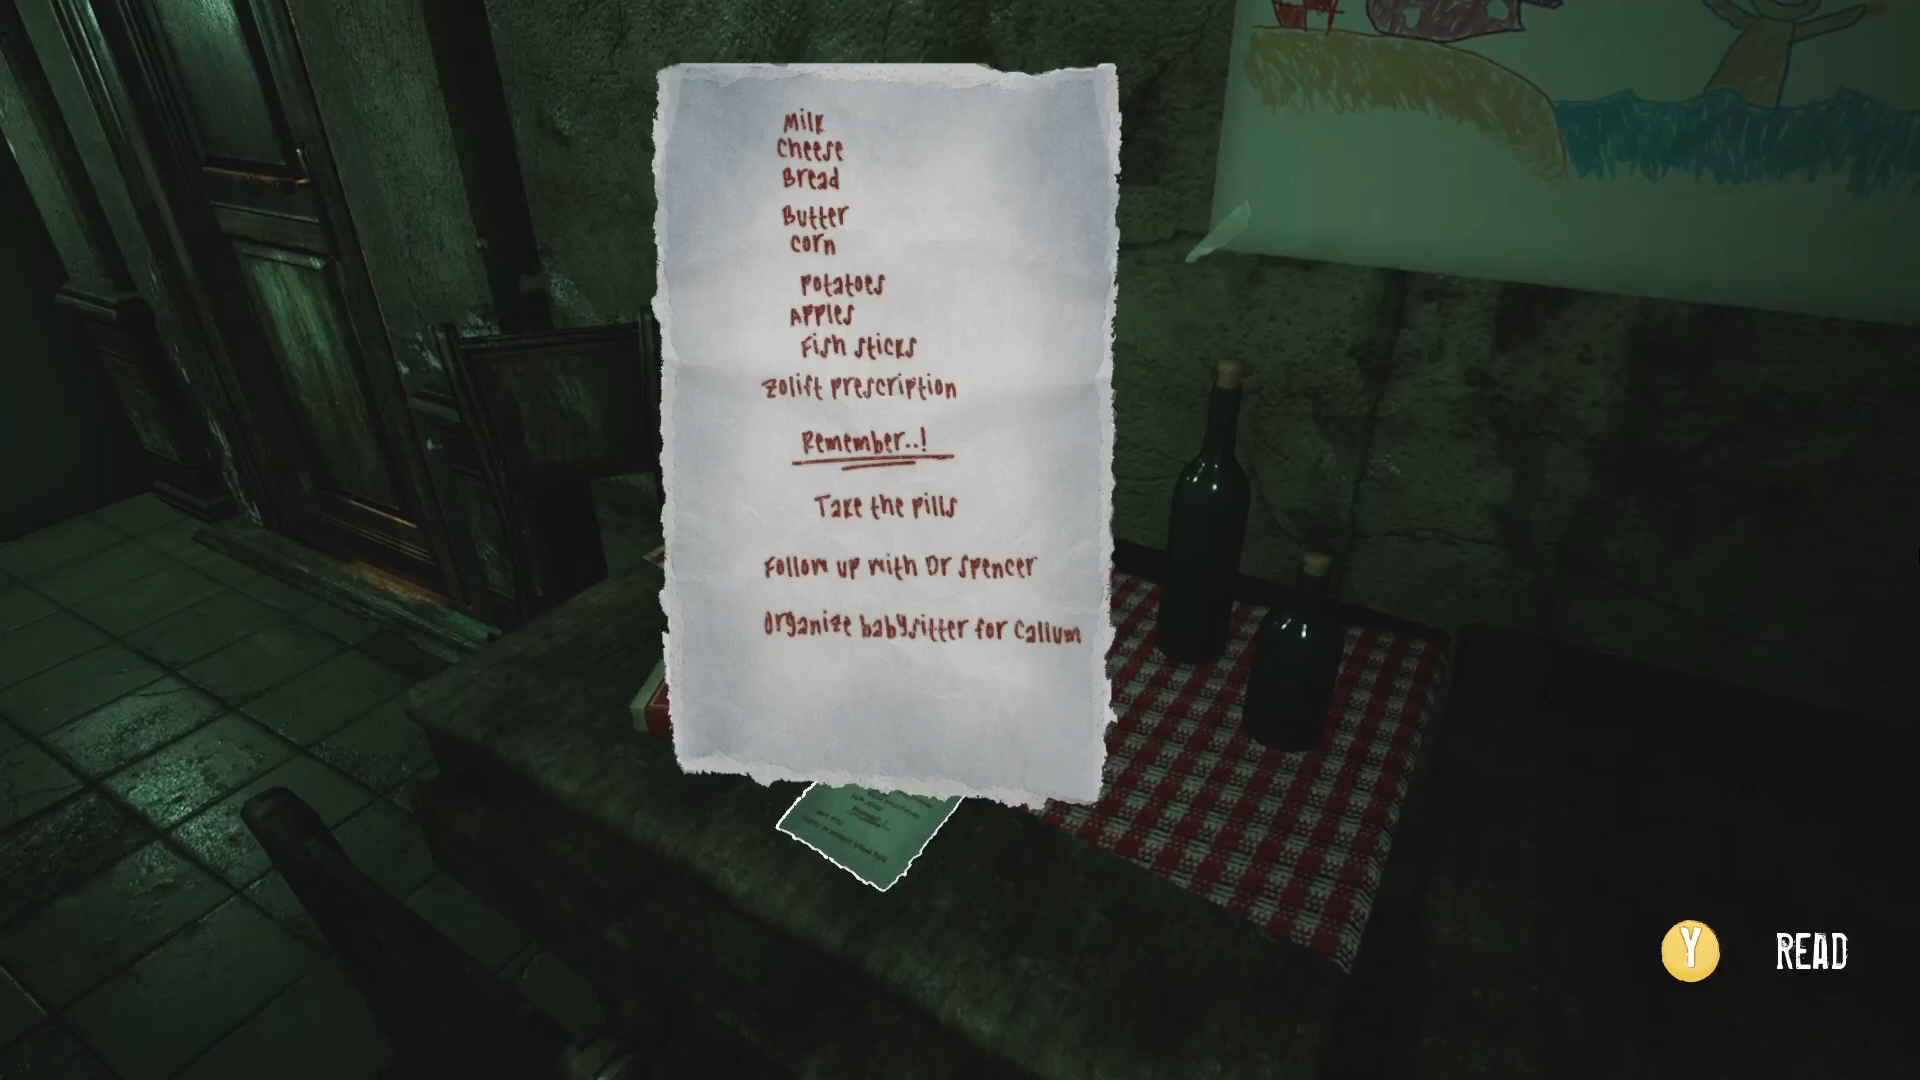 Milk
Cheese
Bread
Butter
Corn
Potatoes
Apples
Fish sticks
Zolift prescription
Remember..!
Take the pills
Follow up with Dr Spencer
Organize babysitter for Callum
Y READ